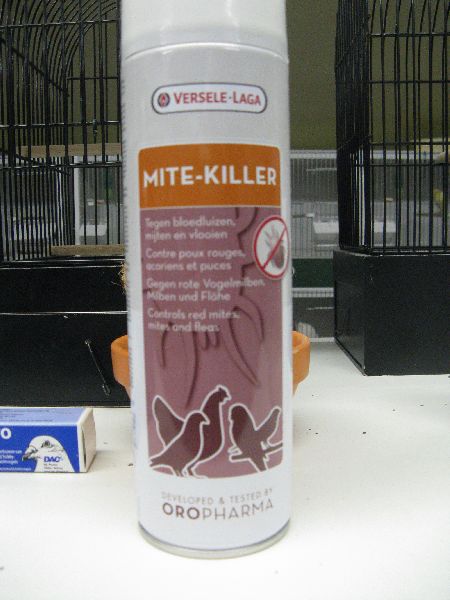 VERSELE-LAGA
MITE-KILLER
Tegen bloedluizen,
mijten en vlooien
Contre poux rouges,
acariens et puces
Gegen rote Vogelmilben,
Milben und Flöhe
Controls red mites,
mites and fleas
DEVELOPED & TESTED BY
OROPHARMA
DAC